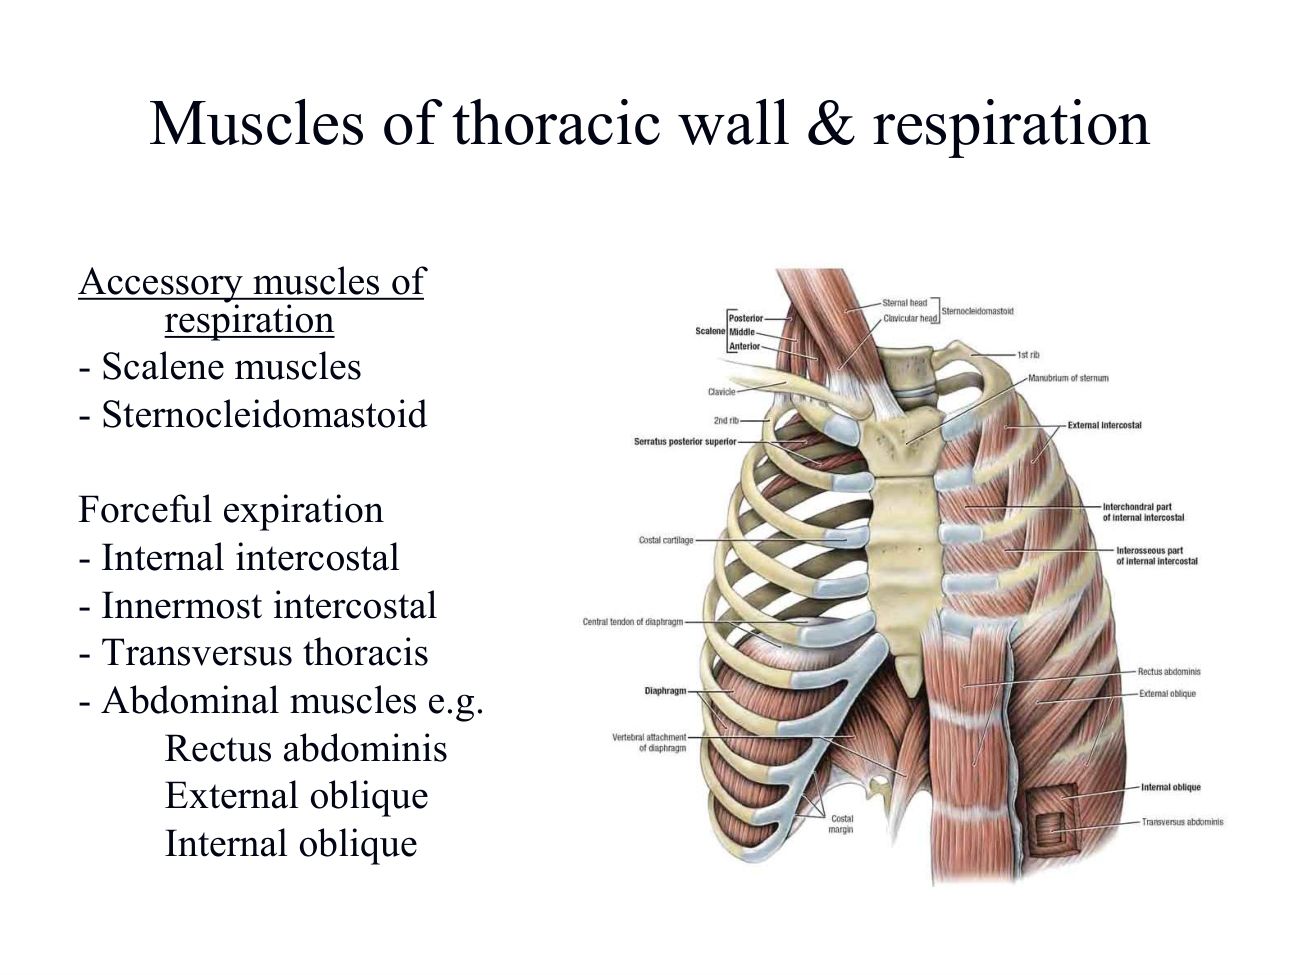 Muscles of thoracic wall & respiration
Accessory muscles of
respiration
- Scalene muscles
- Sternocleidomastoid
Forceful expiration
- Internal intercostal
- Innermost intercostal
- Transversus thoracis
- Abdominal muscles e.g.
Rectus abdominis
External oblique
Internal oblique
Sternal head
Clavicular head
Sternocleidomastoid
Scalene
Posterior
Middle
Anterior
1st rib
Manubrium of sternum
Clavicle
2nd rib
External intercostal
Serratus posterior superior
Interchondral part
of internal intercostal
Costal cartilage
Interosseous part
of internal intercostal
Central tendon of diaphragm
Rectus abdominis
Diaphragm
External oblique
Vertebral attachment
of diaphragm
Internal oblique
Costal
margin
Transversus abdominis